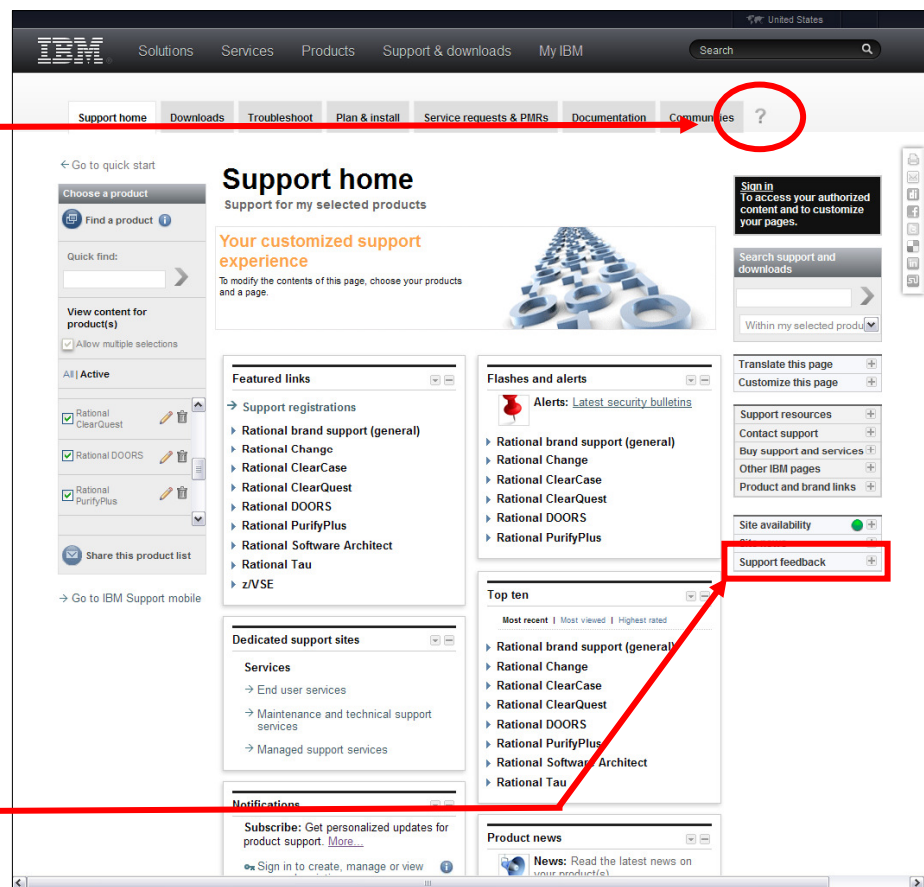 United States
IBM
Solutions Services Products Support & downloads My IBM Search
Support home Downloads Troubleshoot Plan & install Service requests & PMRs Documentation Communities ?
← Go to quick start
Choose a product
Find a product
Quick find:
View content for
product(s)
Allow multiple selections
All | Active
Rational
ClearQuest
Rational DOORS
Rational
PurifyPlus
Share this product list
→ Go to IBM Support mobile
Support home
Support for my selected products
Your customized support
experience
To modify the contents of this page, choose your products
and a page.
Featured links
→ Support registrations
Rational brand support (general)
Rational Change
Rational ClearCase
Rational ClearQuest
Rational DOORS
Rational PurifyPlus
Rational Software Architect
Rational Tau
z/VSE
Dedicated support sites
Services
→ End user services
→ Maintenance and technical support
services
→ Managed support services
Notifications
Subscribe: Get personalized updates for
product support. More...
Sign in to create, manage or view
Flashes and alerts
Alerts: Latest security bulletins
Rational brand support (general)
Rational Change
Rational ClearCase
Rational ClearQuest
Rational DOORS
Rational PurifyPlus
Top ten
Most recent | Most viewed | Highest rated
Rational brand support (general)
Rational Change
Rational ClearCase
Rational ClearQuest
Rational DOORS
Rational PurifyPlus
Rational Software Architect
Rational Tau
Product news
News: Read the latest news on
your product(s)
Sign in
To access your authorized
content and to customize
your pages.
Search support and
downloads
Within my selected produ
Translate this page
Customize this page
Support resources
Contact support
Buy support and services
Other IBM pages
Product and brand links
Site availability
Site news
Support feedback